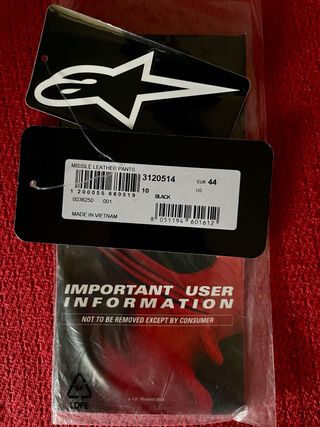 MISSILE LEATHER PANTS
3120514 EUR 44
1 200055 680519 10 US
BLACK
0036250 001
8 051194 601612
MADE IN VIETNAM
IMPORTANT USER
INFORMATION
NOT TO BE REMOVED EXCEPT BY CONSUMER
LDPE